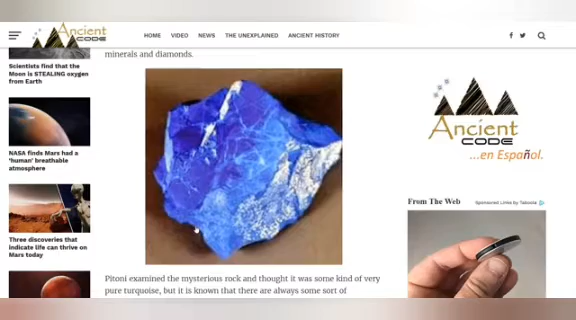 Ancient
CODE
HOME
VIDEO
NEWS
THE UNEXPLAINED
ANCIENT HISTORY
minerals and diamonds.
Scientists find that the
Moon is STEALING oxygen
from Earth
NASA finds Mars had a
'human' breathable
atmosphere
Three discoveries that
indicate life can thrive on
Mars today
Pitoni examined the mysterious rock and thought it was some kind of very
pure turquoise, but it is known that there are always some sort of
Ancient
CODE
...en Español.
From The Web
Sponsored Links by Taboola